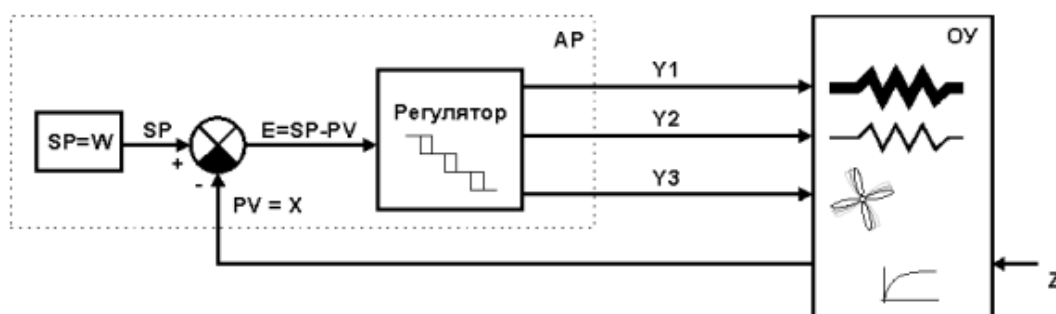 АР
ОУ
Y1
Регулятор
SP=W
SP
E=SP-PV
Y2
+
-
Y3
PV = X
Z